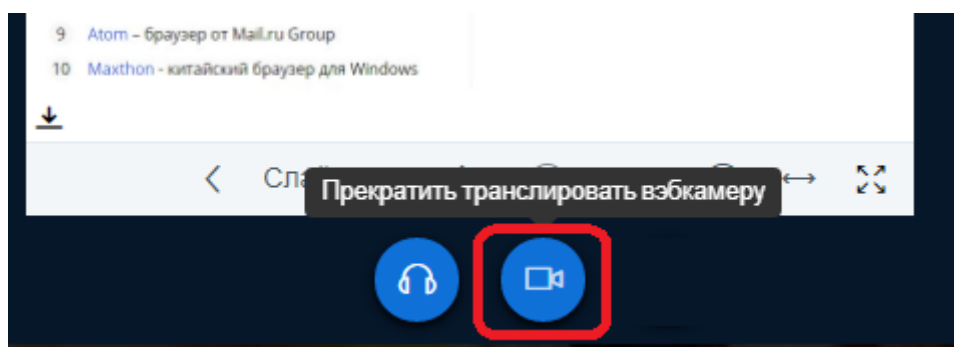 9 Atom – браузер от Mail.ru Group
10 Maxthon - китайский браузер для Windows
Прекратить транслировать вэбкамеру